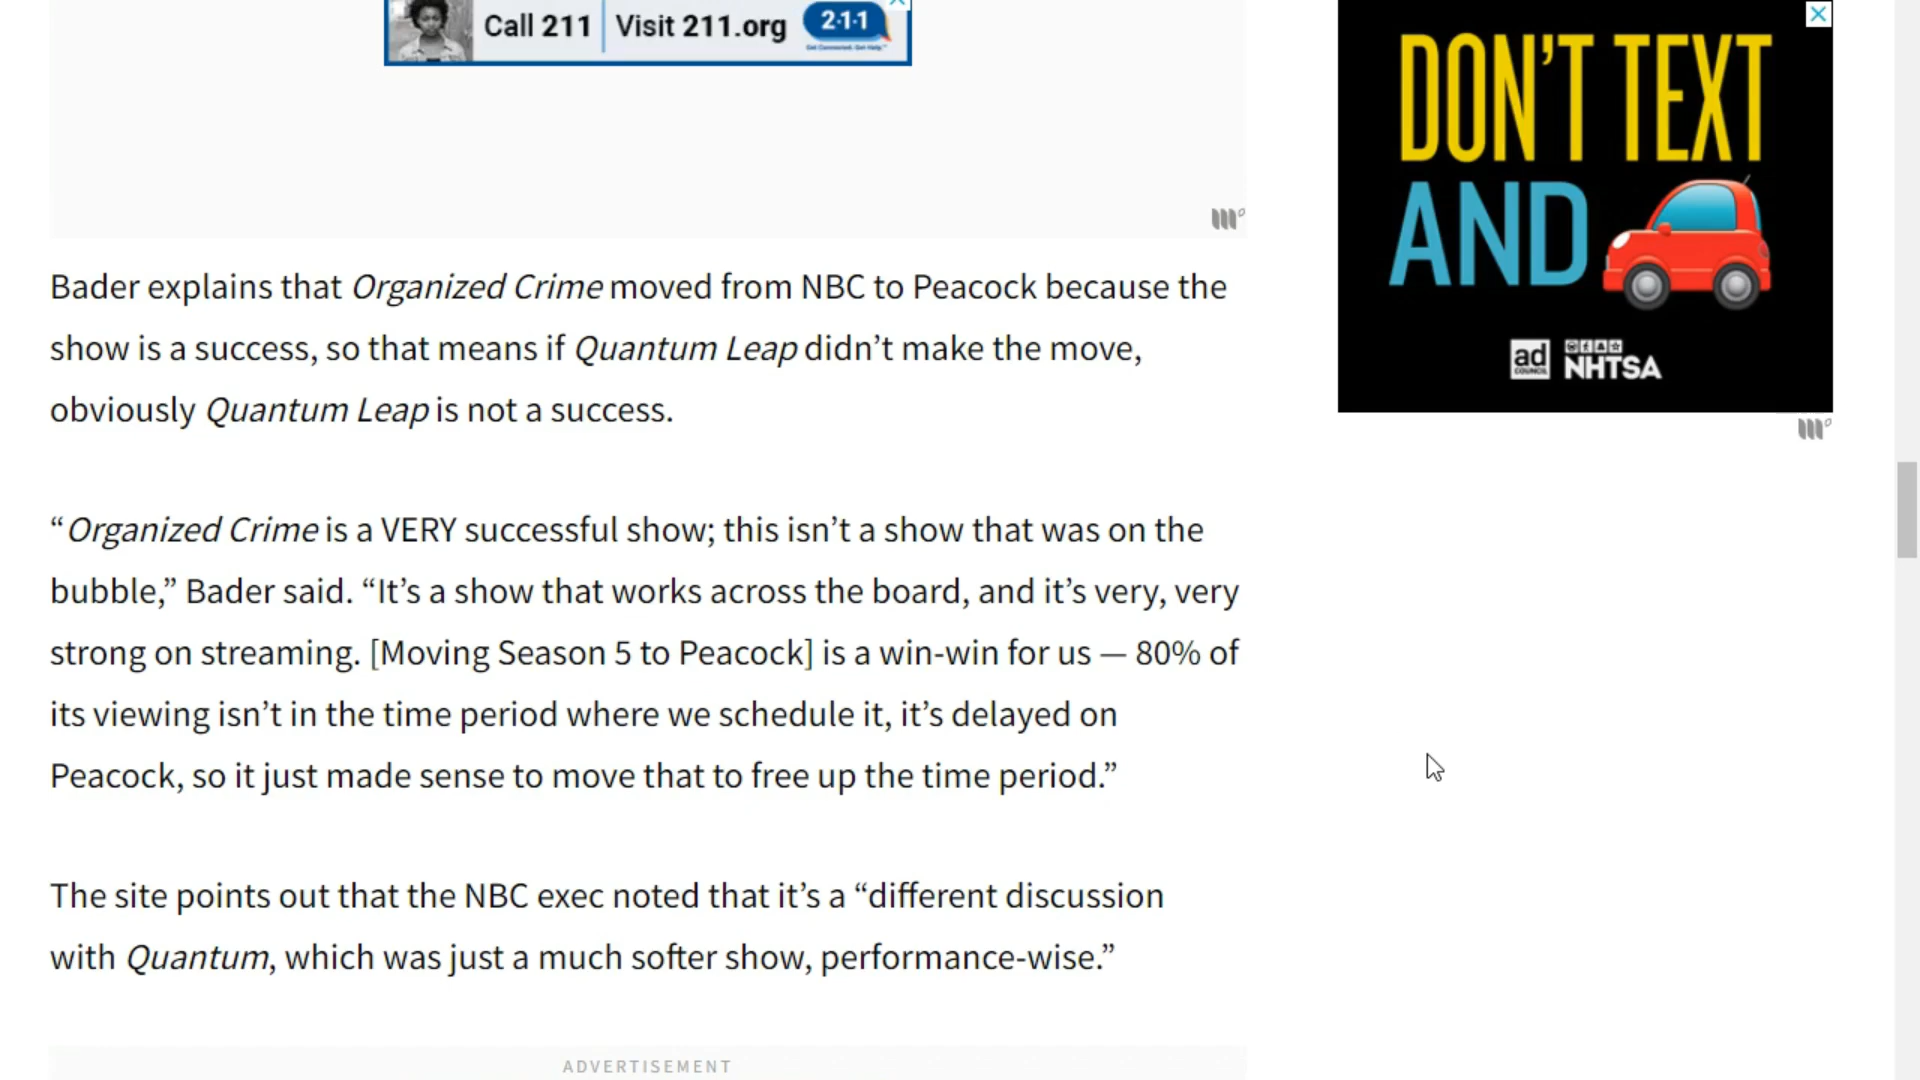 Call 211 Visit 211.org 2·1·1
Get Connected. Get Help.™
DON'T TEXT
AND
ad COUNCIL NHTSA
Bader explains that Organized Crime moved from NBC to Peacock because the
show is a success, so that means if Quantum Leap didn’t make the move,
obviously Quantum Leap is not a success.
“Organized Crime is a VERY successful show; this isn’t a show that was on the
bubble,” Bader said. “It’s a show that works across the board, and it’s very, very
strong on streaming. [Moving Season 5 to Peacock] is a win-win for us — 80% of
its viewing isn’t in the time period where we schedule it, it’s delayed on
Peacock, so it just made sense to move that to free up the time period.”
The site points out that the NBC exec noted that it’s a “different discussion
with Quantum, which was just a much softer show, performance-wise.”
ADVERTISEMENT